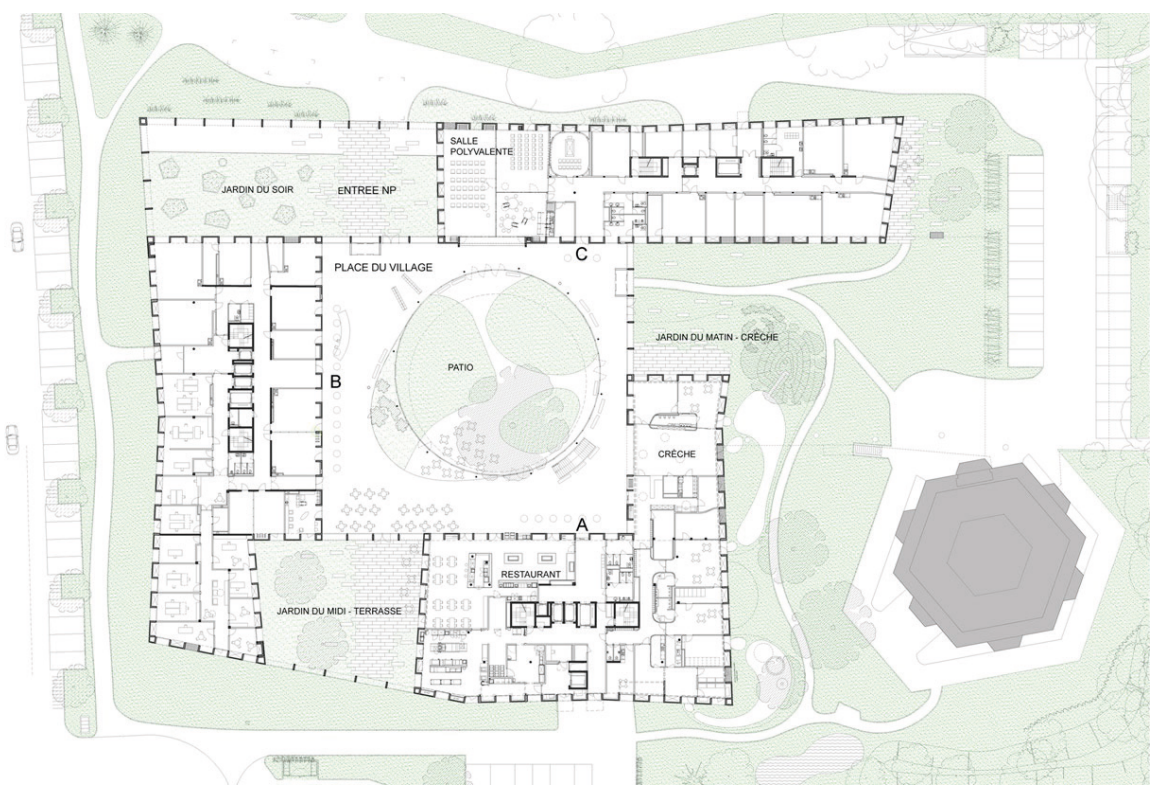 SALLE
POLYVALENTE
JARDIN DU SOIR
ENTREE NP
C
PLACE DU VILLAGE
JARDIN DU MATIN - CRÈCHE
PATIO
B
CRÈCHE
A
RESTAURANT
JARDIN DU MIDI - TERRASSE